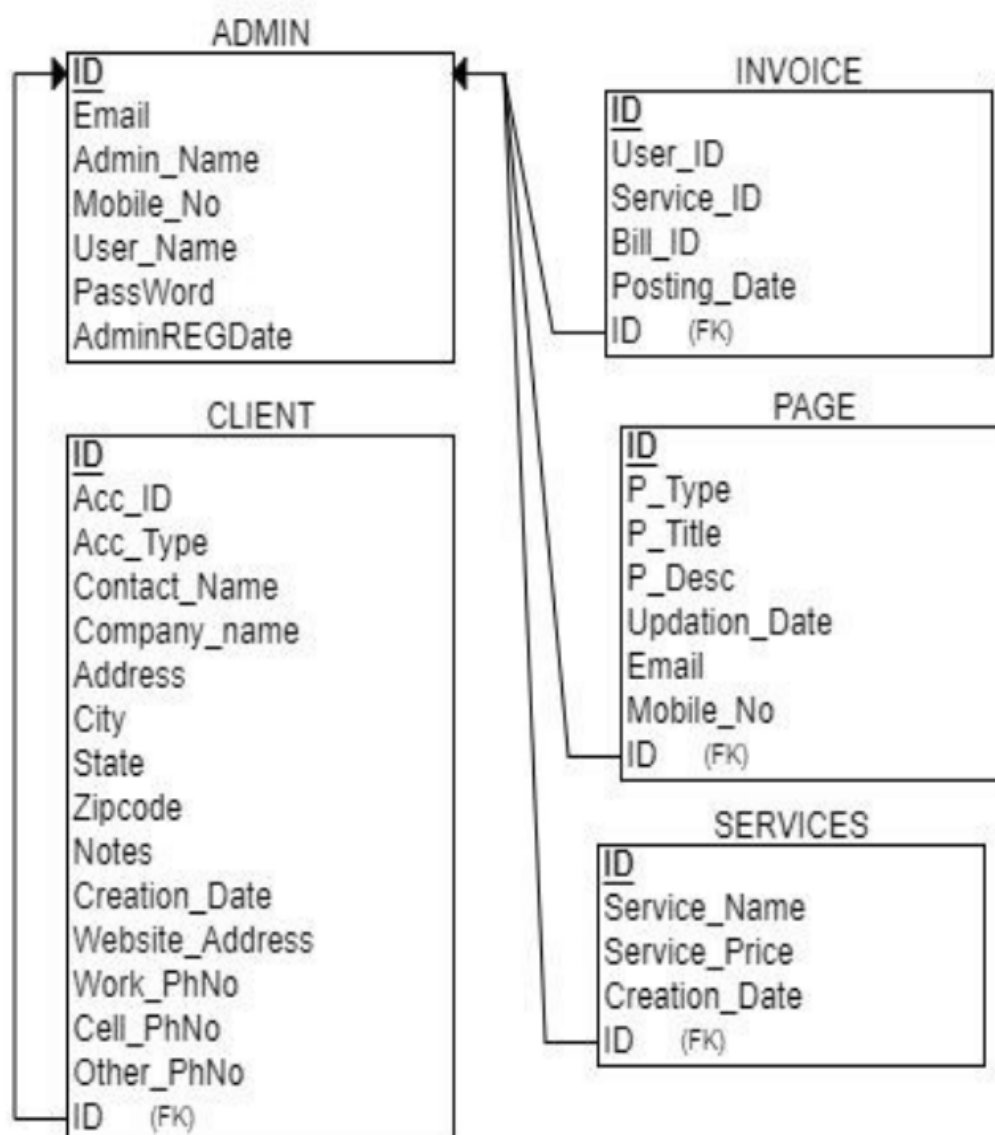 ADMIN
ID
Email
Admin_Name
Mobile_No
User_Name
PassWord
AdminREGDate
CLIENT
ID
Acc_ID
Acc_Type
Contact_Name
Company_name
Address
City
State
Zipcode
Notes
Creation_Date
Website_Address
Work_PhNo
Cell_PhNo
Other_PhNo
ID (FK)
INVOICE
ID
User_ID
Service_ID
Bill_ID
Posting_Date
ID (FK)
PAGE
ID
P_Type
P_Title
P_Desc
Updation_Date
Email
Mobile_No
ID (FK)
SERVICES
ID
Service_Name
Service_Price
Creation_Date
ID (FK)